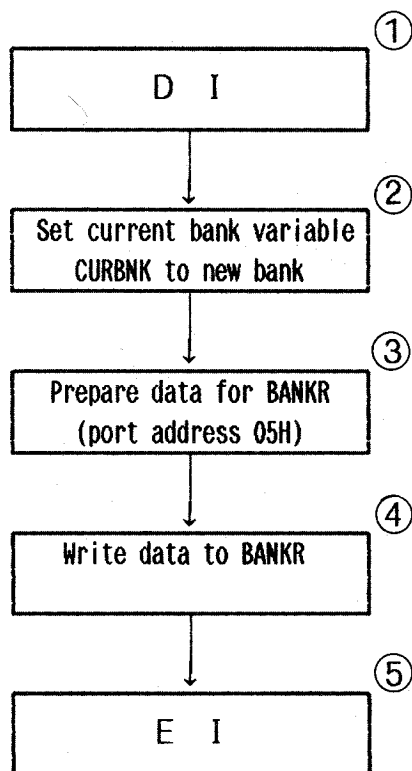 ①
D I
②
Set current bank variable
CURBNK to new bank
③
Prepare data for BANKR
(port address 05H)
④
Write data to BANKR
⑤
E I